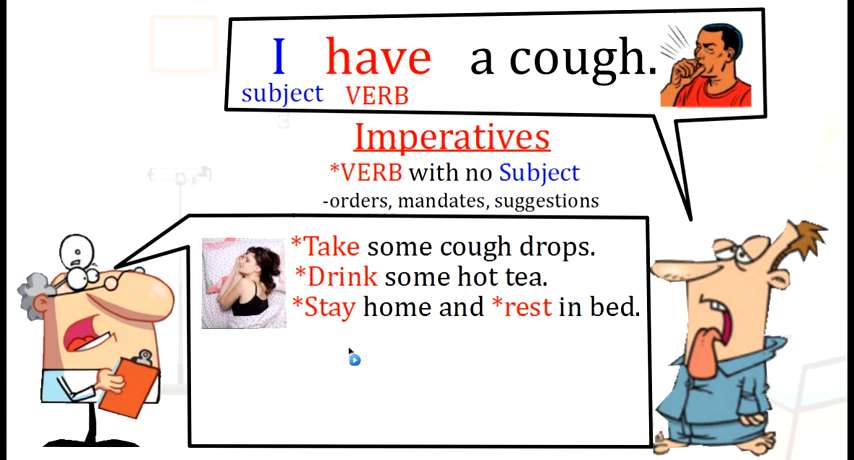 I have a cough.
subject VERB
Imperatives
*VERB with no Subject
-orders, mandates, suggestions
*Take some cough drops.
*Drink some hot tea.
*Stay home and *rest in bed.